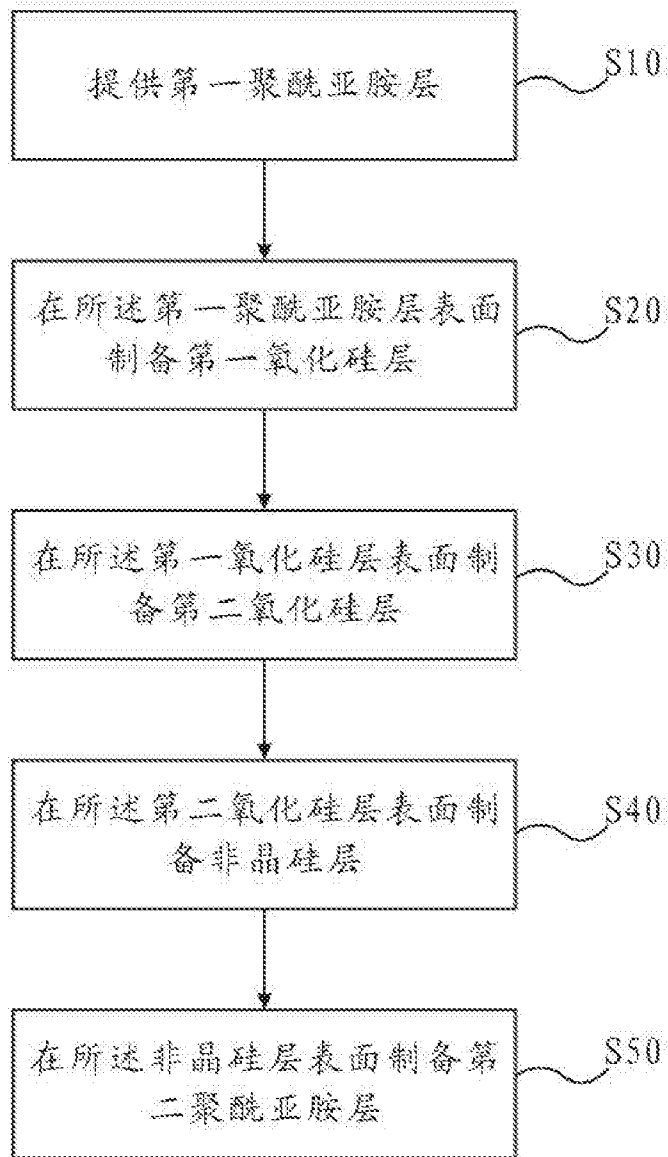 提供第一聚酰亚胺层
S10
在所述第一聚酰亚胺层表面
制备第一氧化硅层
S20
在所述第一氧化硅层表面制
备第二氧化硅层
S30
在所述第二氧化硅层表面制
备非晶硅层
S40
在所述非晶硅层表面制备第
二聚酰亚胺层
S50